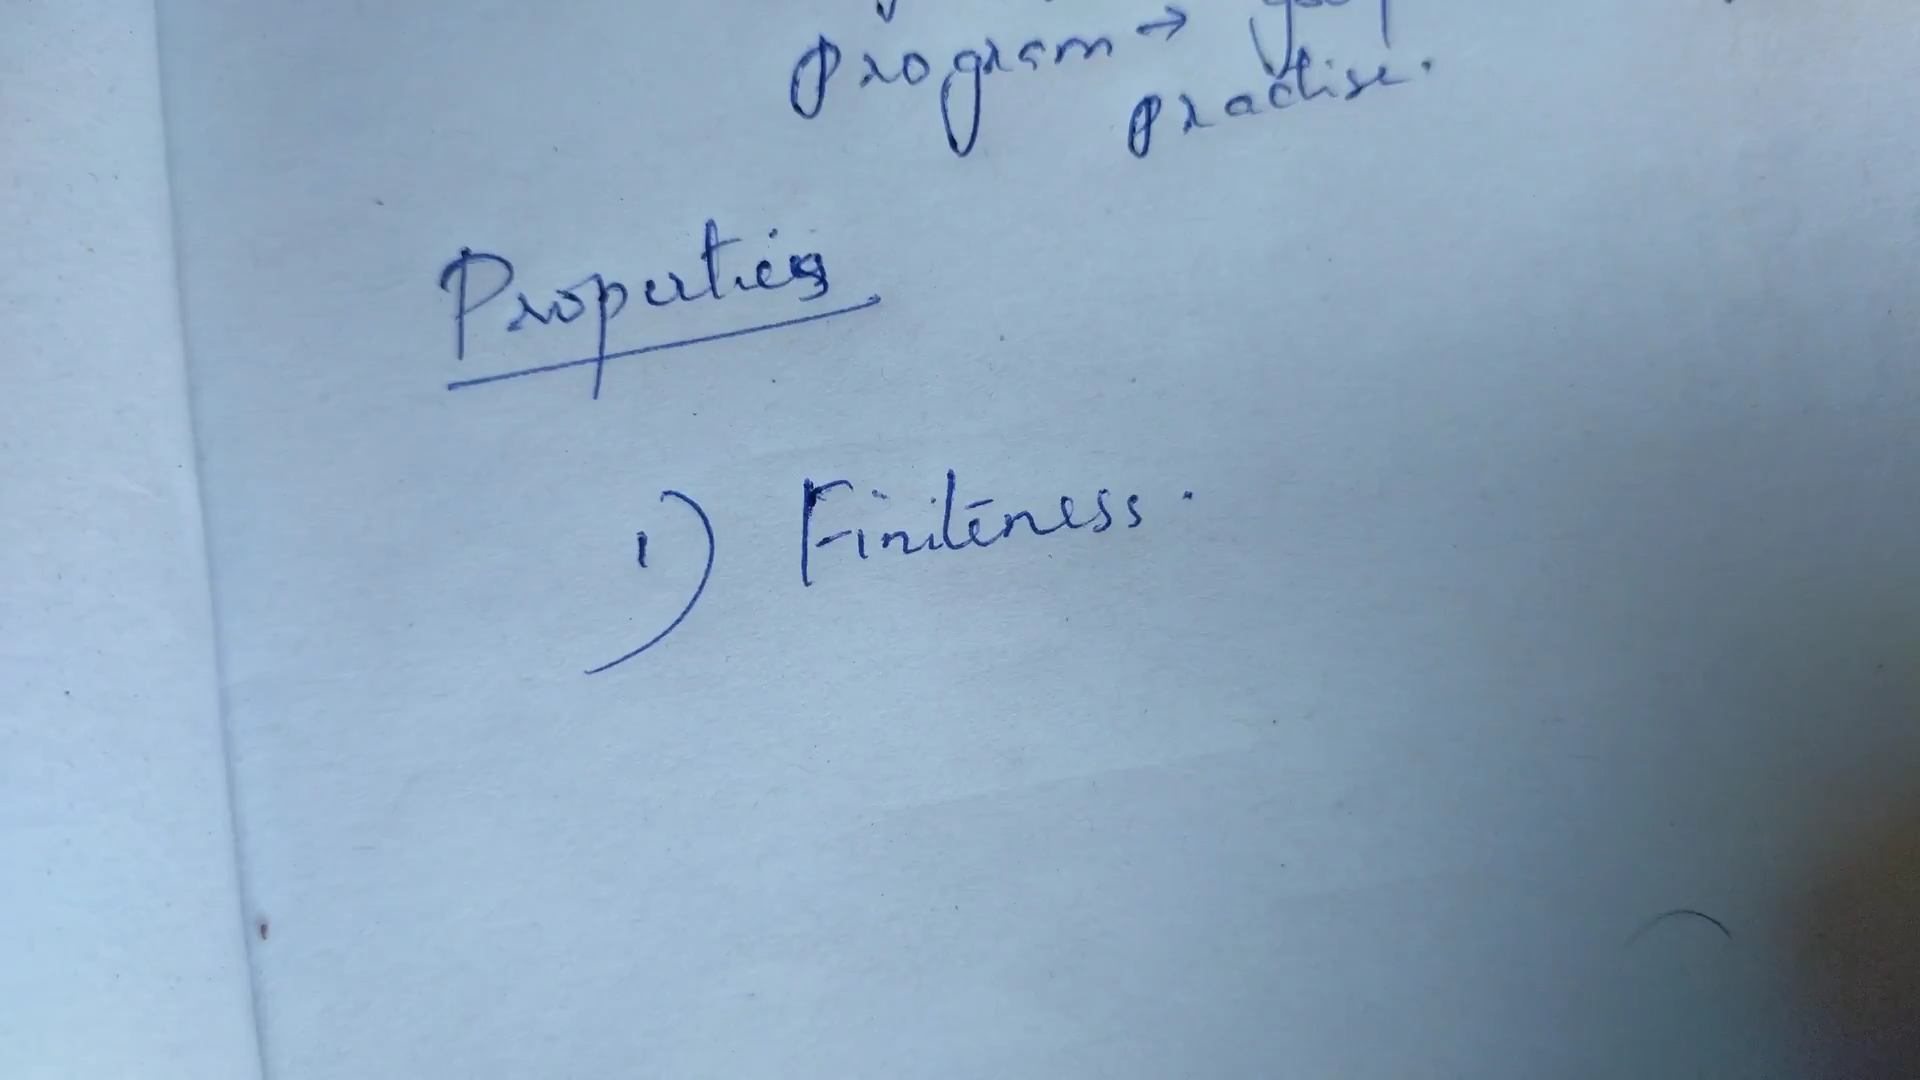 Program →
practise.
Properties
1) Finiteness.